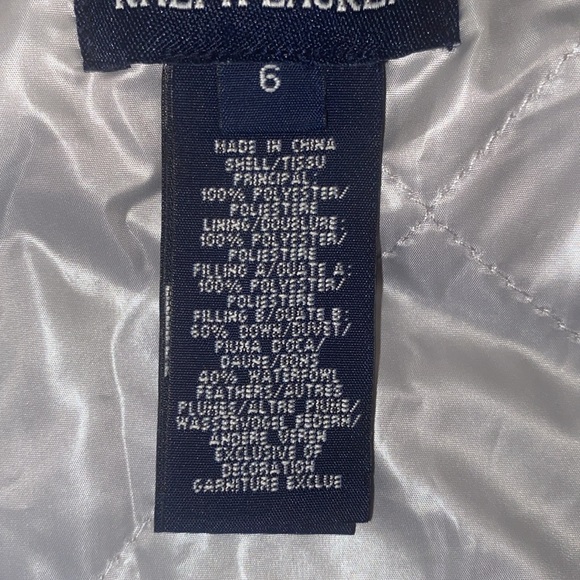 RALPH LAUREN
6
MADE IN CHINA
SHELL/TISSU
PRINCIPAL:
100% POLYESTER/
POLIESTERE
LINING/DOUBLURE:
100% POLYESTER/
POLIESTERE
FILLING A/OUATE A:
100% POLYESTER/
POLIESTERE
FILLING B/OUATE B:
60% DOWN/DUVET/
PIUMA D'OCA/
DAUNE/DONS
40% WATERFOWL
FEATHERS/AUTRES
PLUMES/ALTRE PIUME/
WASSERVOGEL FEDERN/
ANDERE VEREN
EXCLUSIVE OF
DECORATION
GARNITURE EXCLUE